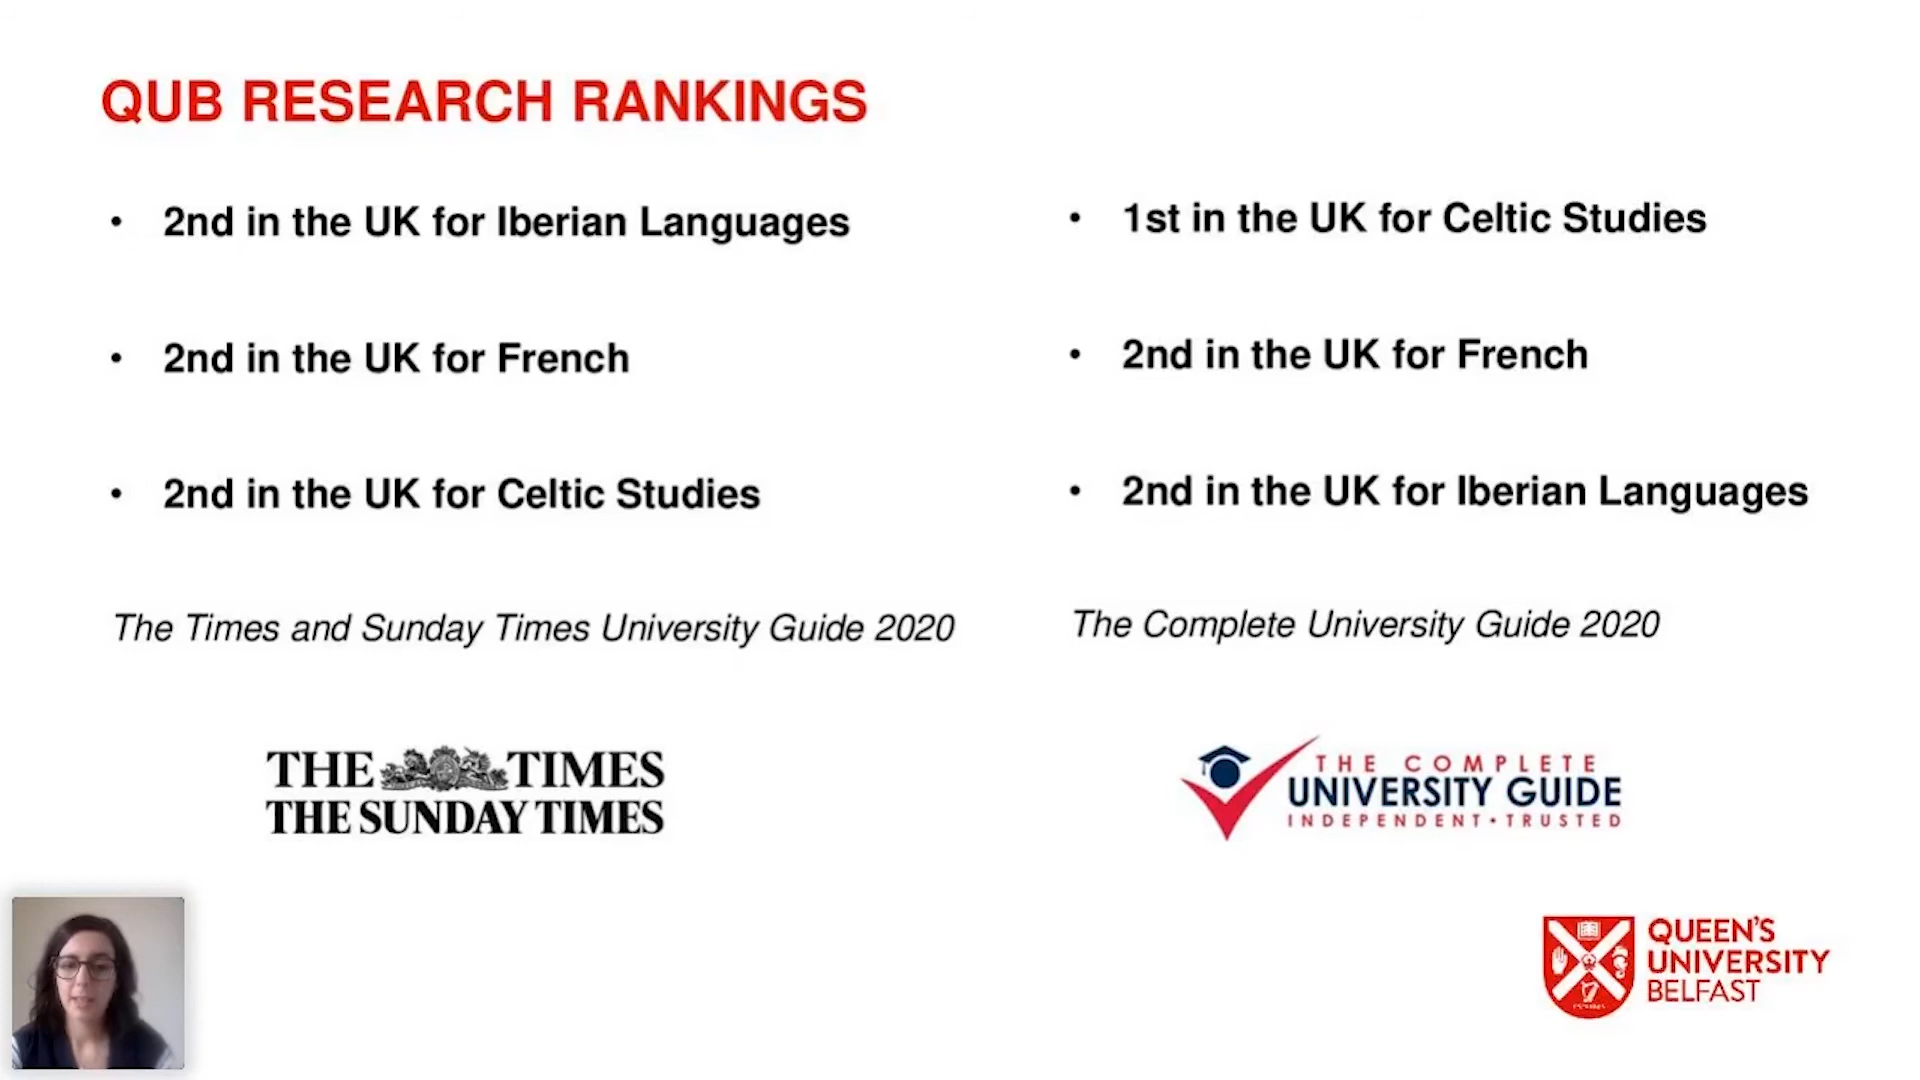 QUB RESEARCH RANKINGS
• 2nd in the UK for Iberian Languages
• 2nd in the UK for French
• 2nd in the UK for Celtic Studies
The Times and Sunday Times University Guide 2020
THE TIMES
THE SUNDAY TIMES
• 1st in the UK for Celtic Studies
• 2nd in the UK for French
• 2nd in the UK for Iberian Languages
The Complete University Guide 2020
THE COMPLETE
UNIVERSITY GUIDE
INDEPENDENT • TRUSTED
QUEEN'S
UNIVERSITY
BELFAST